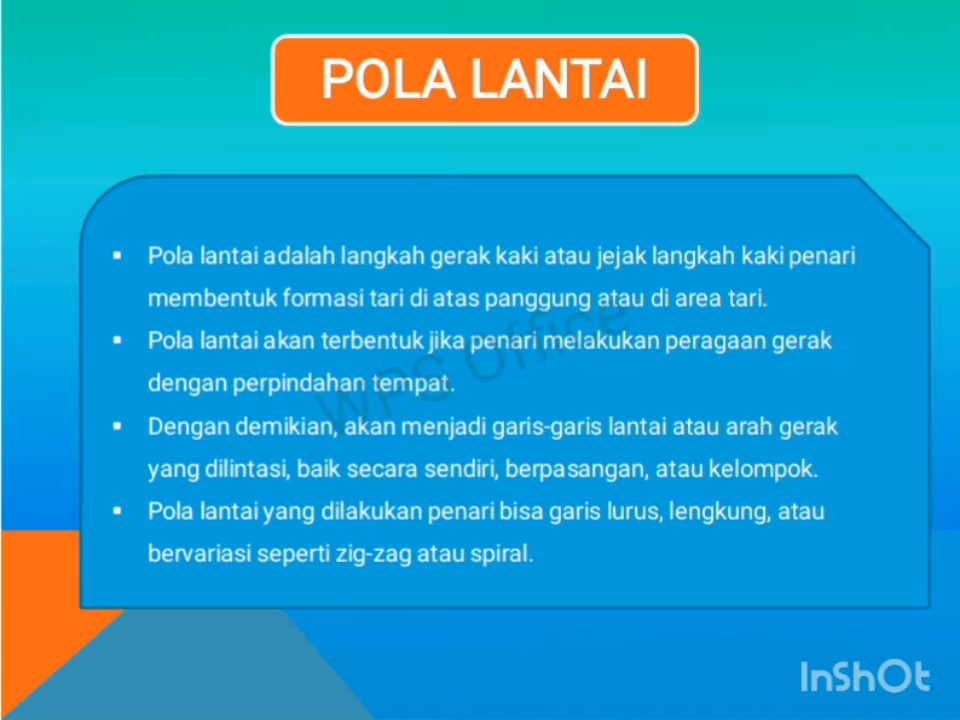 POLA LANTAI
▪ Pola lantai adalah langkah gerak kaki atau jejak langkah kaki penari
membentuk formasi tari di atas panggung atau di area tari.
▪ Pola lantai akan terbentuk jika penari melakukan peragaan gerak
dengan perpindahan tempat.
▪ Dengan demikian, akan menjadi garis-garis lantai atau arah gerak
yang dilintasi, baik secara sendiri, berpasangan, atau kelompok.
▪ Pola lantai yang dilakukan penari bisa garis lurus, lengkung, atau
bervariasi seperti zig-zag atau spiral.
WPS Office
InShOt